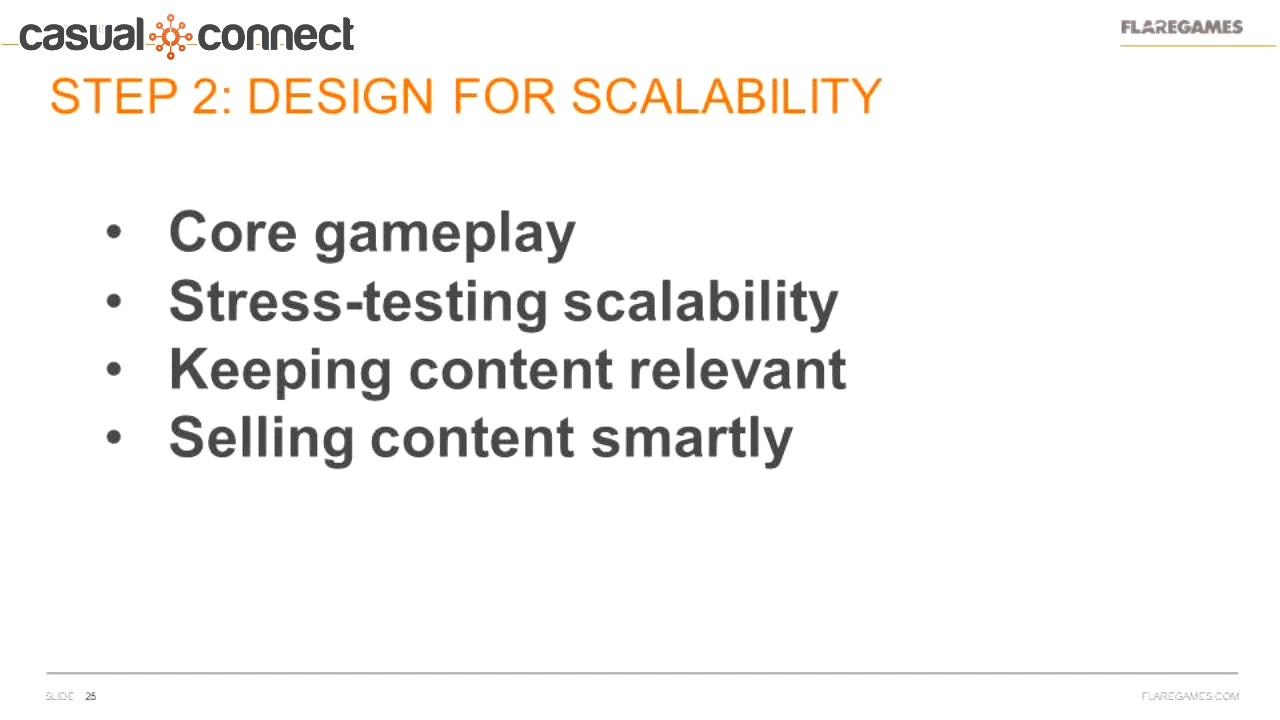 casual connect
FLAREGAMES
STEP 2: DESIGN FOR SCALABILITY
• Core gameplay
• Stress-testing scalability
• Keeping content relevant
• Selling content smartly
SLIDE 25
FLAREGAMES.COM